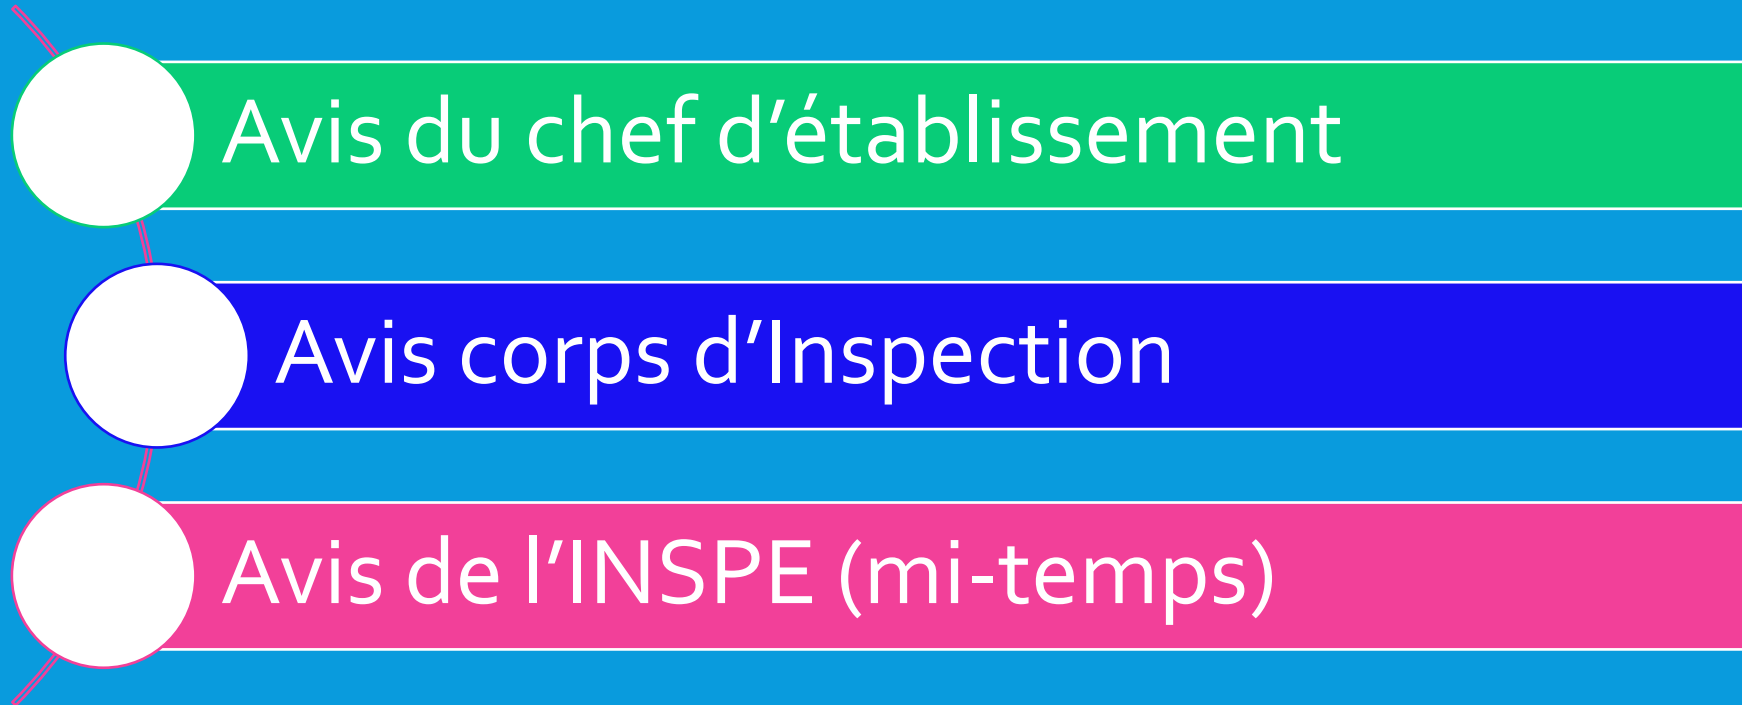 Avis du chef d’établissement
Avis corps d’Inspection
Avis de l’INSPE (mi-temps)